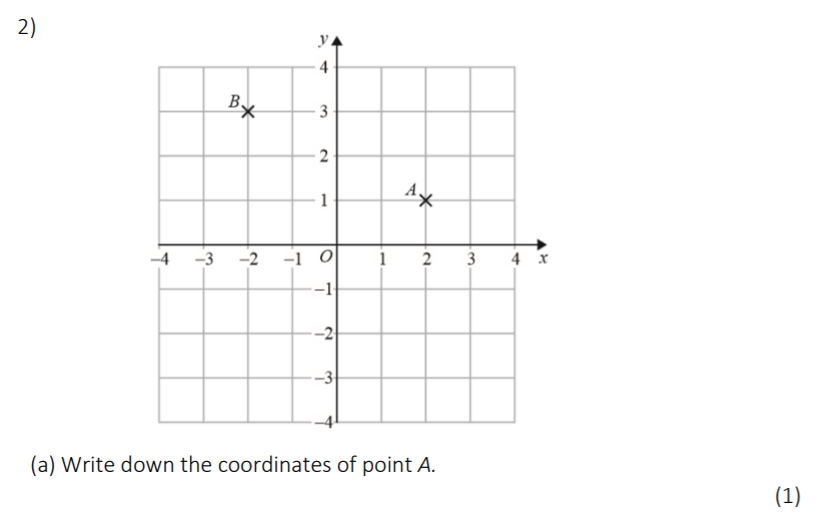 2)
y
4
B
3
2
A
1
–4 –3 –2 –1 O 1 2 3 4 x
–1
–2
–3
–4
(a) Write down the coordinates of point A.
(1)